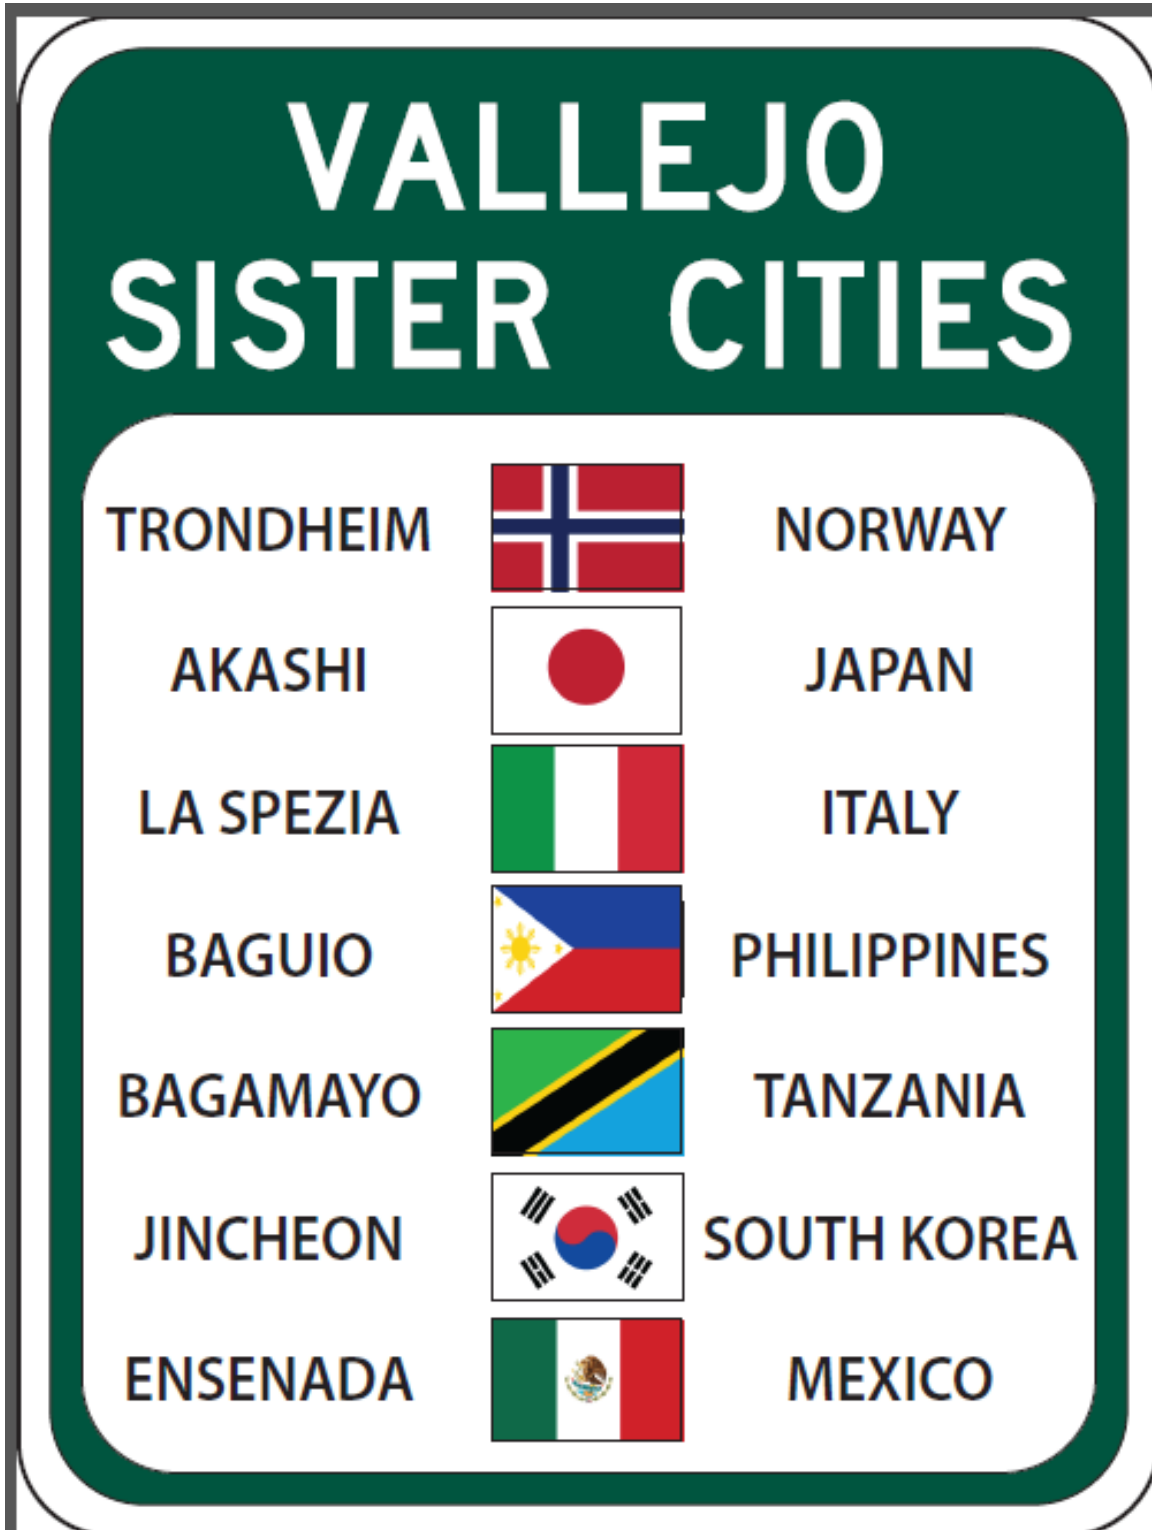 VALLEJO
SISTER CITIES
TRONDHEIM NORWAY
AKASHI JAPAN
LA SPEZIA ITALY
BAGUIO PHILIPPINES
BAGAMAYO TANZANIA
JINCHEON SOUTH KOREA
ENSENADA MEXICO